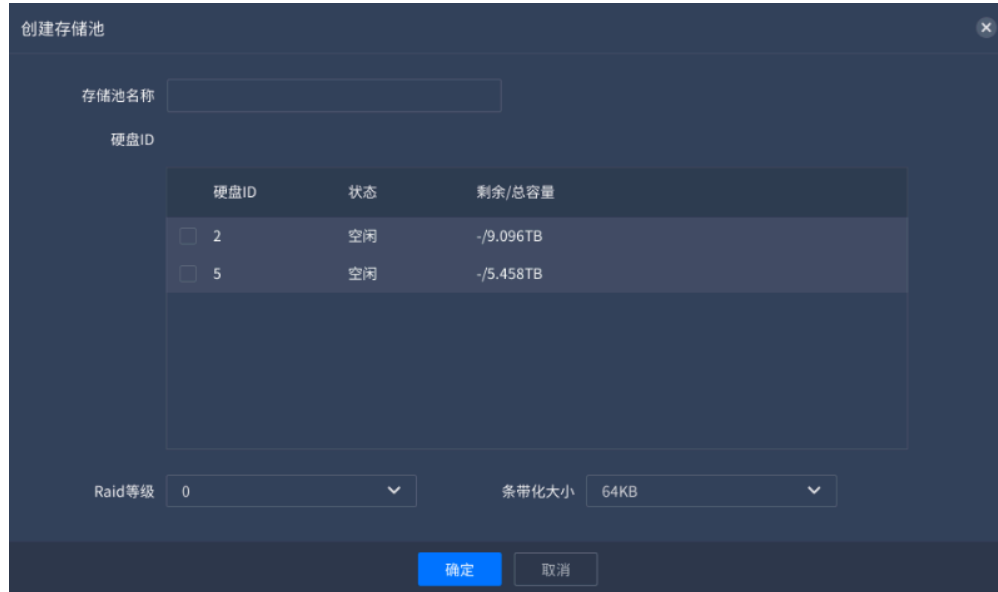 创建存储池
存储池名称
硬盘ID
硬盘ID 状态 剩余/总容量
2 空闲 -/9.096TB
5 空闲 -/5.458TB
Raid等级 0 条带化大小 64KB
确定 取消